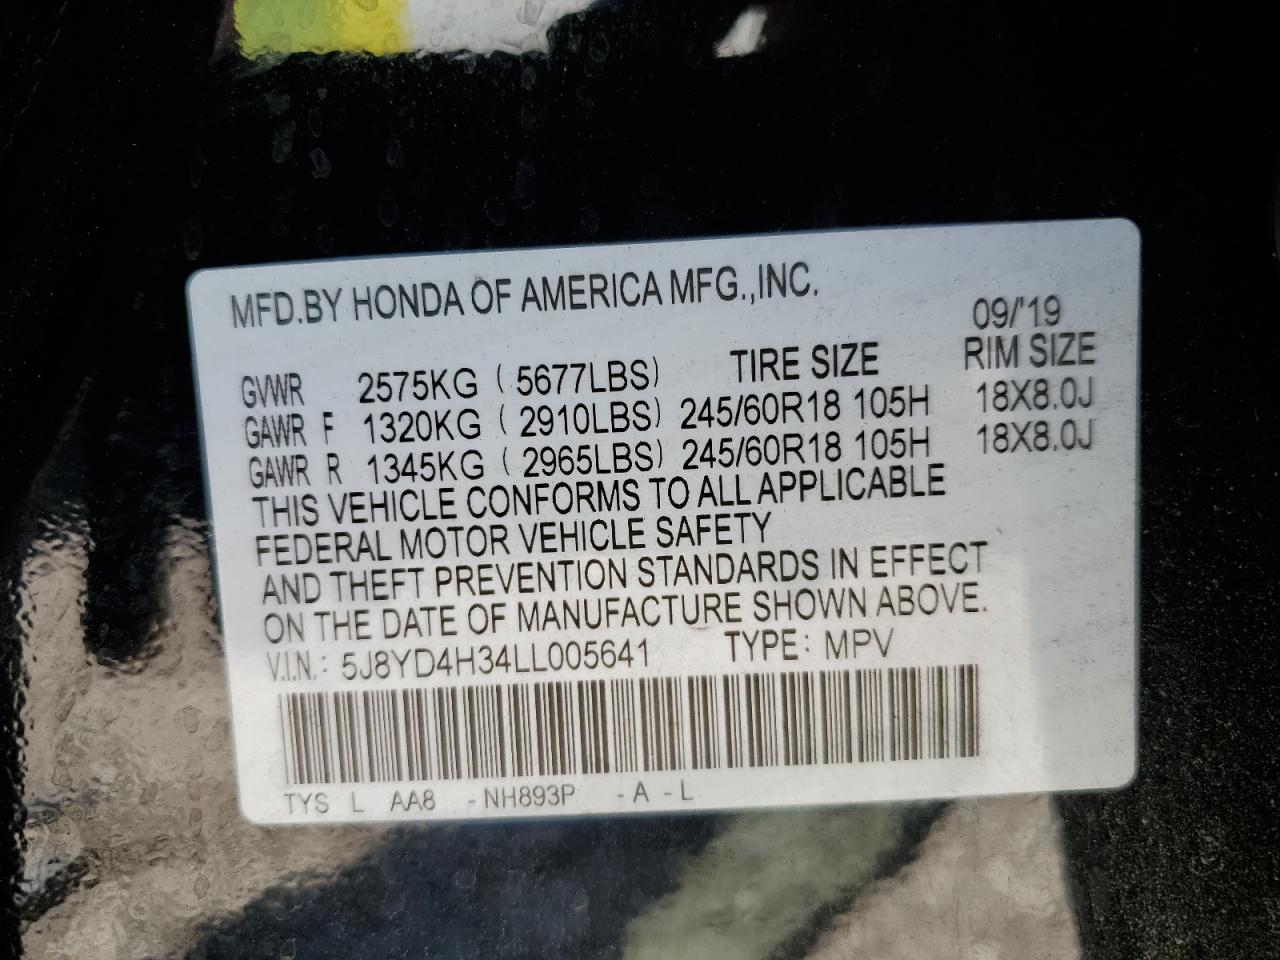 MFD.BY HONDA OF AMERICA MFG.,INC.
09/'19
TIRE SIZE RIM SIZE
GVWR 2575KG ( 5677LBS)
GAWR F 1320KG ( 2910LBS) 245/60R18 105H 18X8.0J
GAWR R 1345KG ( 2965LBS) 245/60R18 105H 18X8.0J
THIS VEHICLE CONFORMS TO ALL APPLICABLE
FEDERAL MOTOR VEHICLE SAFETY
AND THEFT PREVENTION STANDARDS IN EFFECT
ON THE DATE OF MANUFACTURE SHOWN ABOVE.
V.I.N.: 5J8YD4H34LL005641 TYPE: MPV
TYS L AA8 -NH893P -A -L